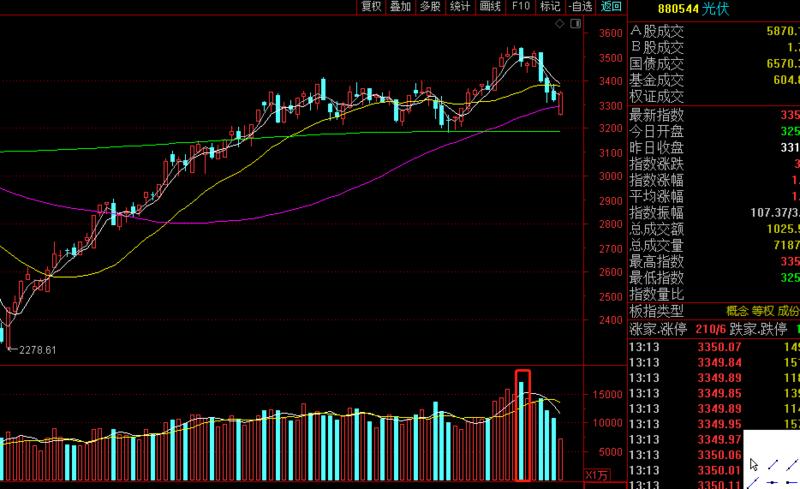 复权 叠加 多股 统计 画线 F10 标记 -自选 返回
880544 光伏
3600
3500
3400
3300
3200
3100
3000
2900
2800
2700
2600
2500
2400
2278.61
15000
10000
5000
X1万
A股成交 5870.
B股成交 1.
国债成交 6570.
基金成交 604.
权证成交
最新指数 335
今日开盘 325
昨日收盘 331
指数涨跌 3
指数涨幅 1.
平均涨幅 1.
指数振幅 107.37/3.
总成交额 1025.
总成交量 7187
最高指数 335
最低指数 325
指数量比
板指类型 概念 等权 成份
涨家.涨停 210/6 跌家.跌停 1
13:13 3350.07 149
13:13 3349.84 151
13:13 3349.89 118
13:13 3349.85 139
13:13 3349.89 114
13:13 3349.95 157
13:13 3349.97
13:13 3350.06
13:13 3350.01
13:13 3350.11